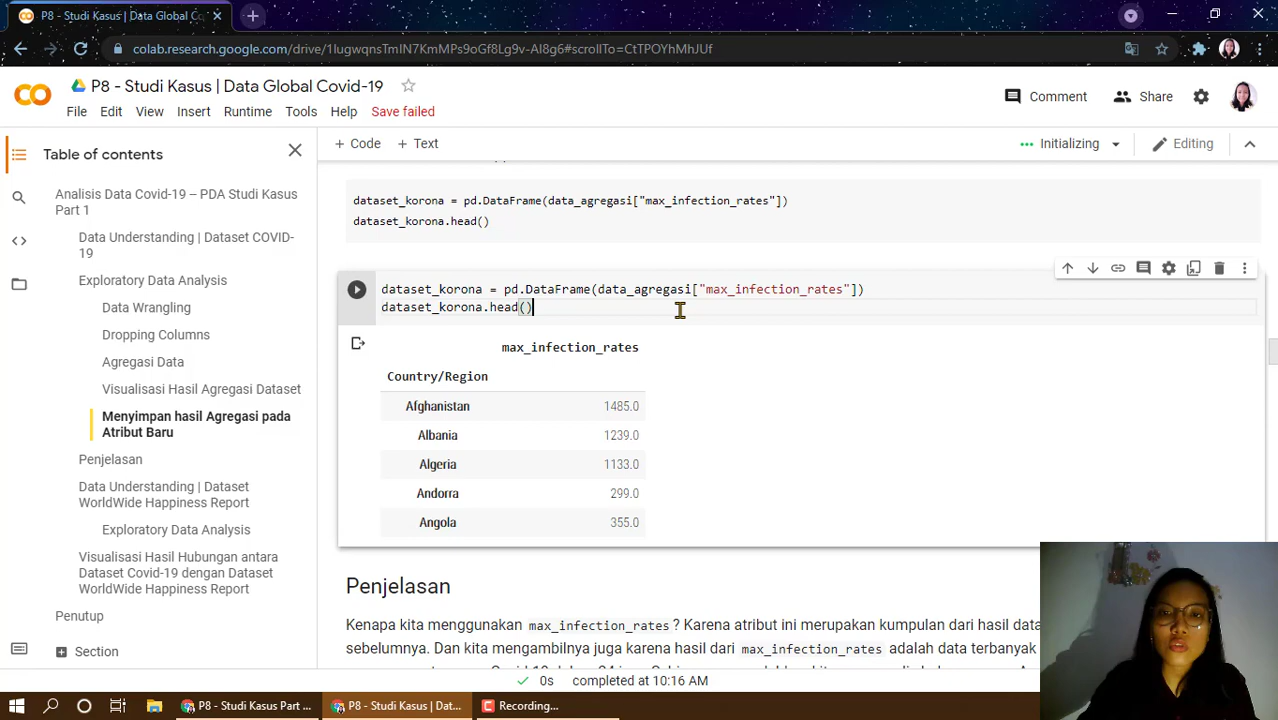 P8 - Studi Kasus | Data Global Co
colab.research.google.com/drive/1lugwqnsTmIN7KmMPs9oGf8Lg9v-AI8g6#scrollTo=CtTPOYhMhJUf
P8 - Studi Kasus | Data Global Covid-19
File Edit View Insert Runtime Tools Help Save failed
Comment Share
Table of contents
+ Code + Text
Initializing
Editing
Analisis Data Covid-19 – PDA Studi Kasus
Part 1
Data Understanding | Dataset COVID-
19
Exploratory Data Analysis
Data Wrangling
Dropping Columns
Agregasi Data
Visualisasi Hasil Agregasi Dataset
Menyimpan hasil Agregasi pada
Atribut Baru
Penjelasan
Data Understanding | Dataset
WorldWide Happiness Report
Exploratory Data Analysis
Visualisasi Hasil Hubungan antara
Dataset Covid-19 dengan Dataset
WorldWide Happiness Report
Penutup
Section
dataset_korona = pd.DataFrame(data_agregasi["max_infection_rates"])
dataset_korona.head()
dataset_korona = pd.DataFrame(data_agregasi["max_infection_rates"])
dataset_korona.head()
max_infection_rates
Country/Region
Afghanistan 1485.0
Albania 1239.0
Algeria 1133.0
Andorra 299.0
Angola 355.0
Penjelasan
Kenapa kita menggunakan max_infection_rates ? Karena atribut ini merupakan kumpulan dari hasil data
sebelumnya. Dan kita mengambilnya juga karena hasil dari max_infection_rates adalah data terbanyak
0s completed at 10:16 AM
P8 - Studi Kasus Part ...
P8 - Studi Kasus | Dat...
Recording...